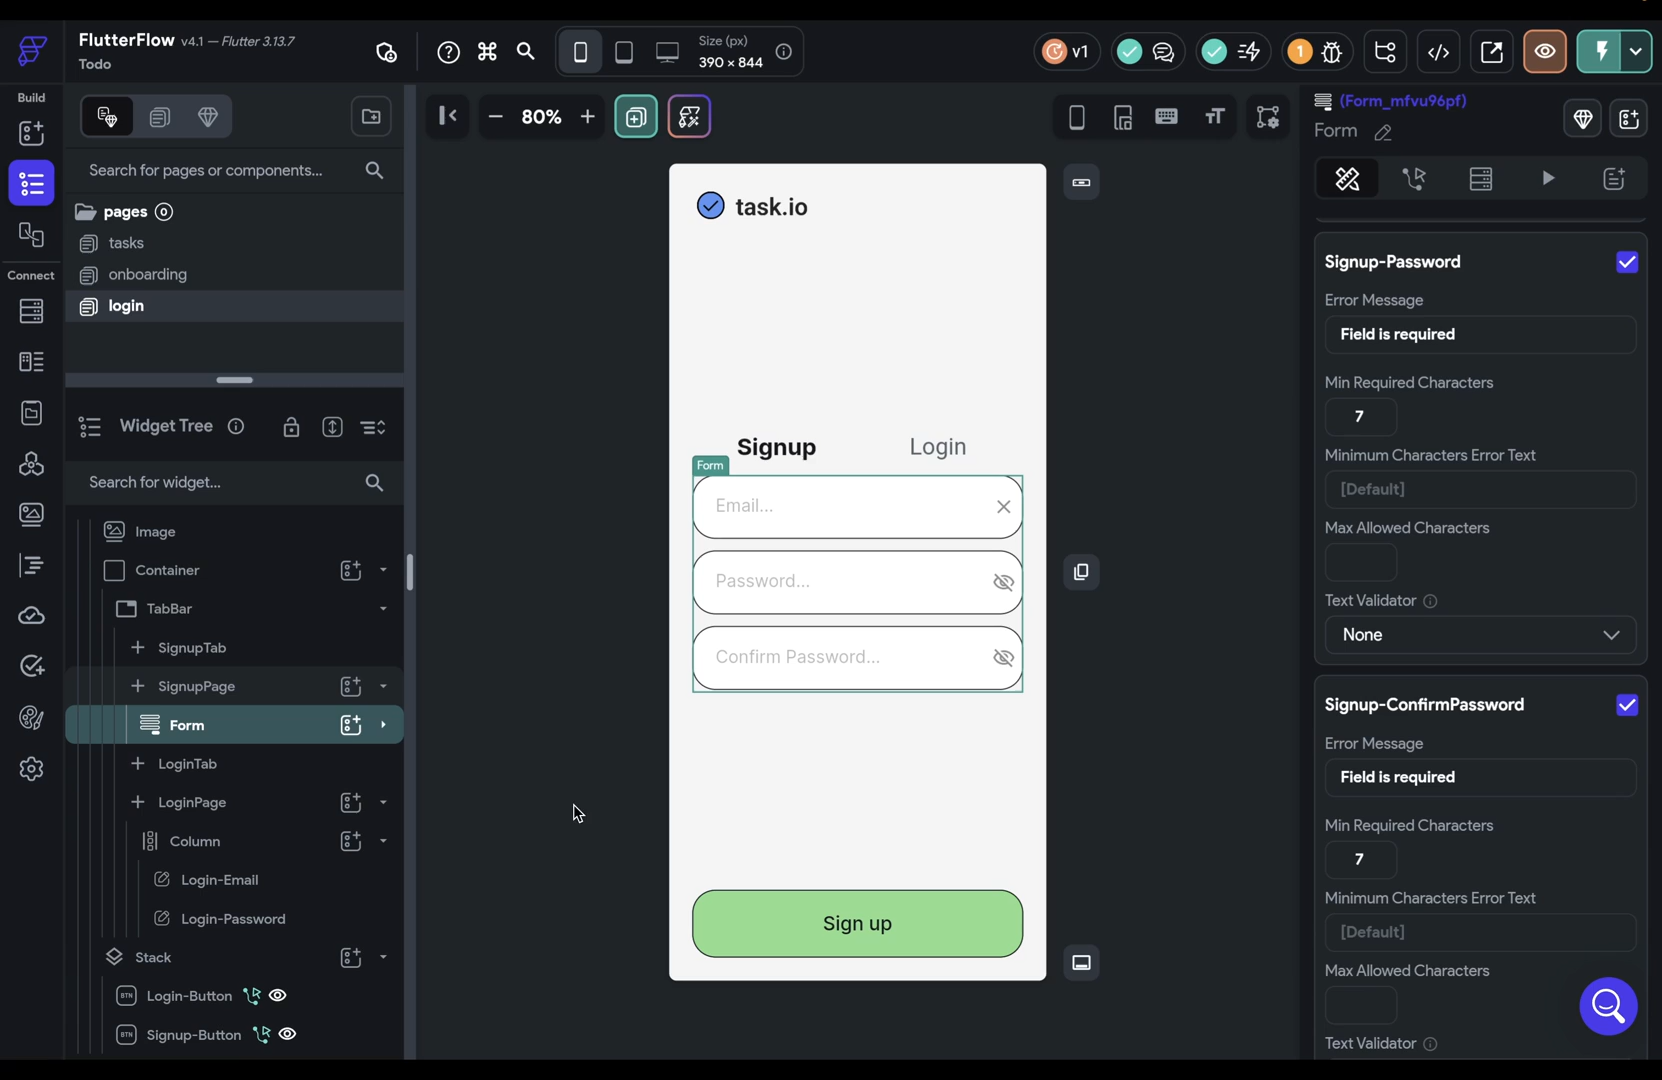 FlutterFlow v4.1 — Flutter 3.13.7
Todo
Size (px)
390 × 844
v1
1
Build
Connect
Search for pages or components...
pages 0
tasks
onboarding
login
Widget Tree
Search for widget...
Image
Container
TabBar
SignupTab
SignupPage
Form
LoginTab
LoginPage
Column
Login-Email
Login-Password
Stack
BTN Login-Button
BTN Signup-Button
80%
task.io
Signup Login
Form
Email...
Password...
Confirm Password...
Sign up
(Form_mfvu96pf)
Form
Signup-Password
Error Message
Field is required
Min Required Characters
7
Minimum Characters Error Text
[Default]
Max Allowed Characters
Text Validator
None
Signup-ConfirmPassword
Error Message
Field is required
Min Required Characters
7
Minimum Characters Error Text
[Default]
Max Allowed Characters
Text Validator